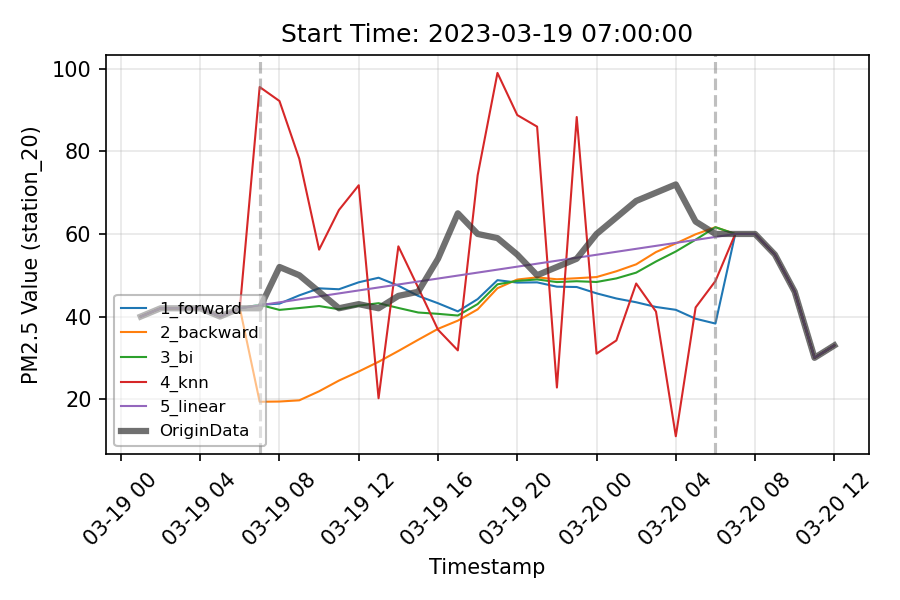 Start Time: 2023-03-19 07:00:00
PM2.5 Value (station_20)
100
80
60
40
20
1_forward
2_backward
3_bi
4_knn
5_linear
OriginData
03-19 00
03-19 04
03-19 08
03-19 12
03-19 16
03-19 20
03-20 00
03-20 04
03-20 08
03-20 12
Timestamp